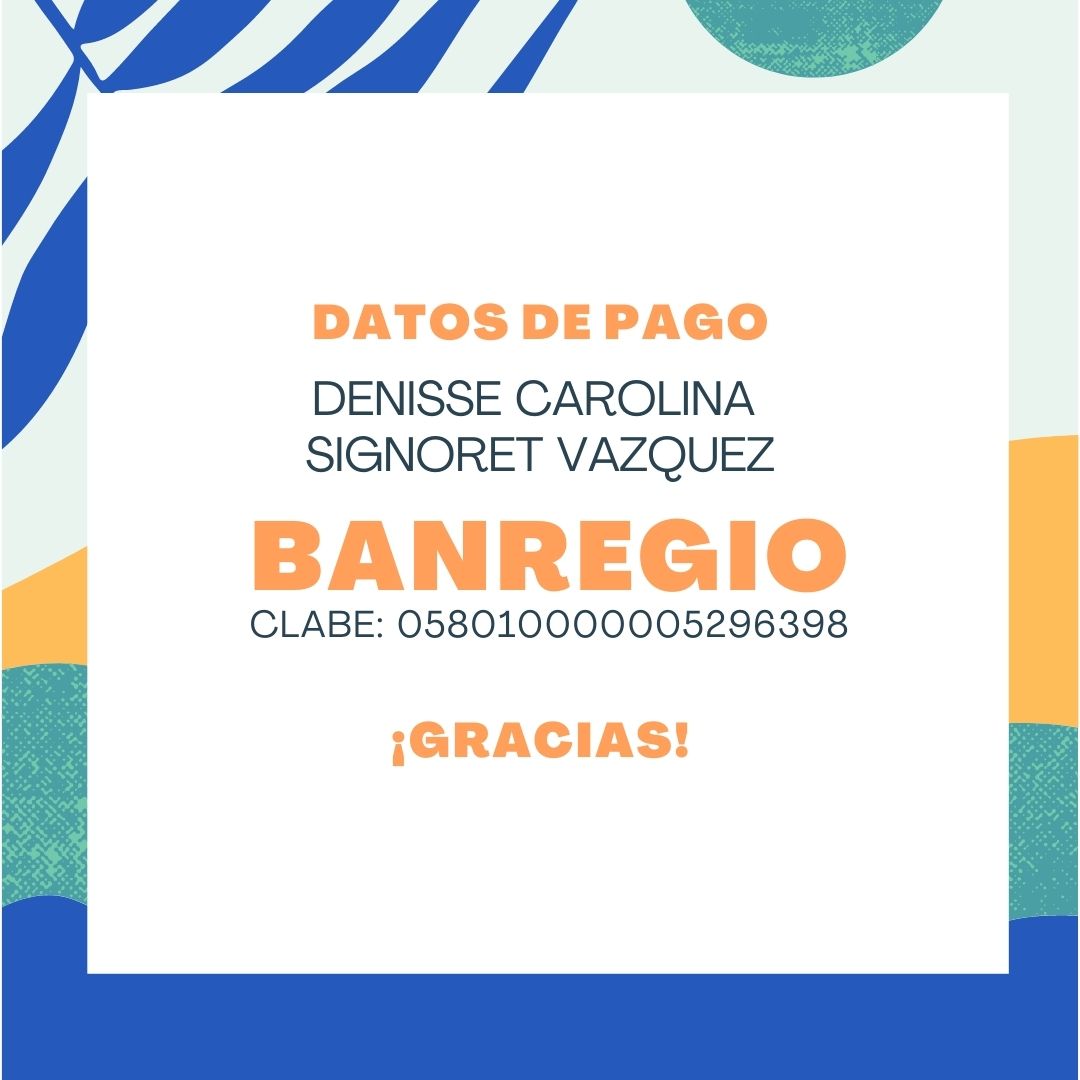 DATOS DE PAGO
DENISSE CAROLINA
SIGNORET VAZQUEZ
BANREGIO
CLABE: 058010000005296398
¡GRACIAS!